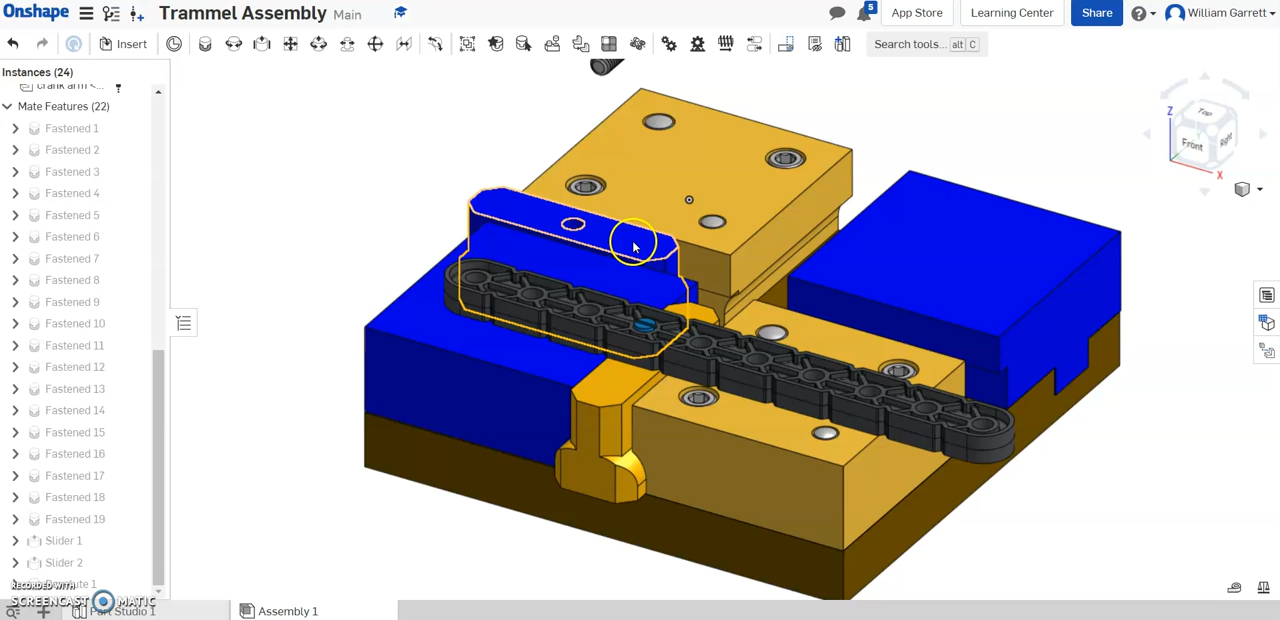 Onshape Trammel Assembly Main 5 App Store Learning Center Share William Garrett
Insert Search tools... alt C
Instances (24)
crank arm <...
Mate Features (22)
Fastened 1
Fastened 2
Fastened 3
Fastened 4
Fastened 5
Fastened 6
Fastened 7
Fastened 8
Fastened 9
Fastened 10
Fastened 11
Fastened 12
Fastened 13
Fastened 14
Fastened 15
Fastened 16
Fastened 17
Fastened 18
Fastened 19
Slider 1
Slider 2
RECORDED WITH
SCREENCAST MATIC
Part Studio 1 Assembly 1
Z
Top
Front Right
X